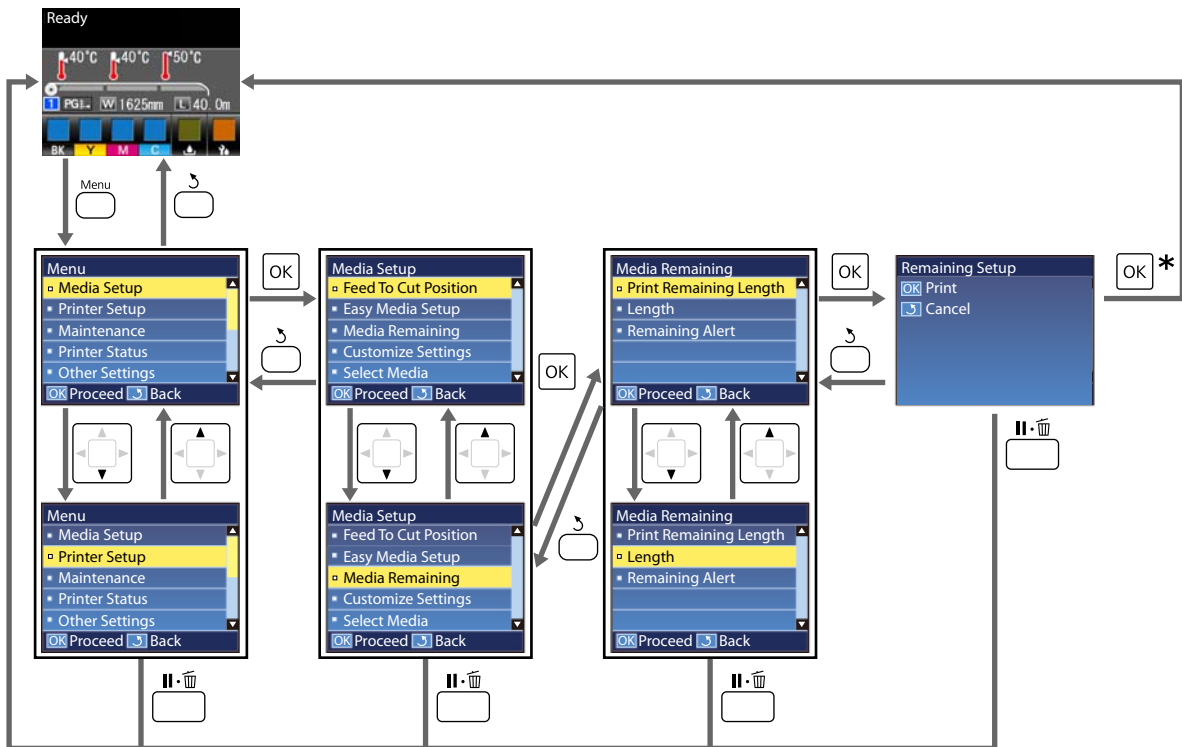 Ready
40°C 40°C 50°C
1 PG W 1625mm L 40.0m
BK Y M C
Menu
Menu
Media Setup
Printer Setup
Maintenance
Printer Status
Other Settings
OK Proceed Back
OK
Media Setup
Feed To Cut Position
Easy Media Setup
Media Remaining
Customize Settings
Select Media
OK Proceed Back
OK
Media Remaining
Print Remaining Length
Length
Remaining Alert
OK Proceed Back
OK
Remaining Setup
OK Print
Cancel
OK *
Menu
Media Setup
Printer Setup
Maintenance
Printer Status
Other Settings
OK Proceed Back
Media Setup
Feed To Cut Position
Easy Media Setup
Media Remaining
Customize Settings
Select Media
OK Proceed Back
Media Remaining
Print Remaining Length
Length
Remaining Alert
OK Proceed Back